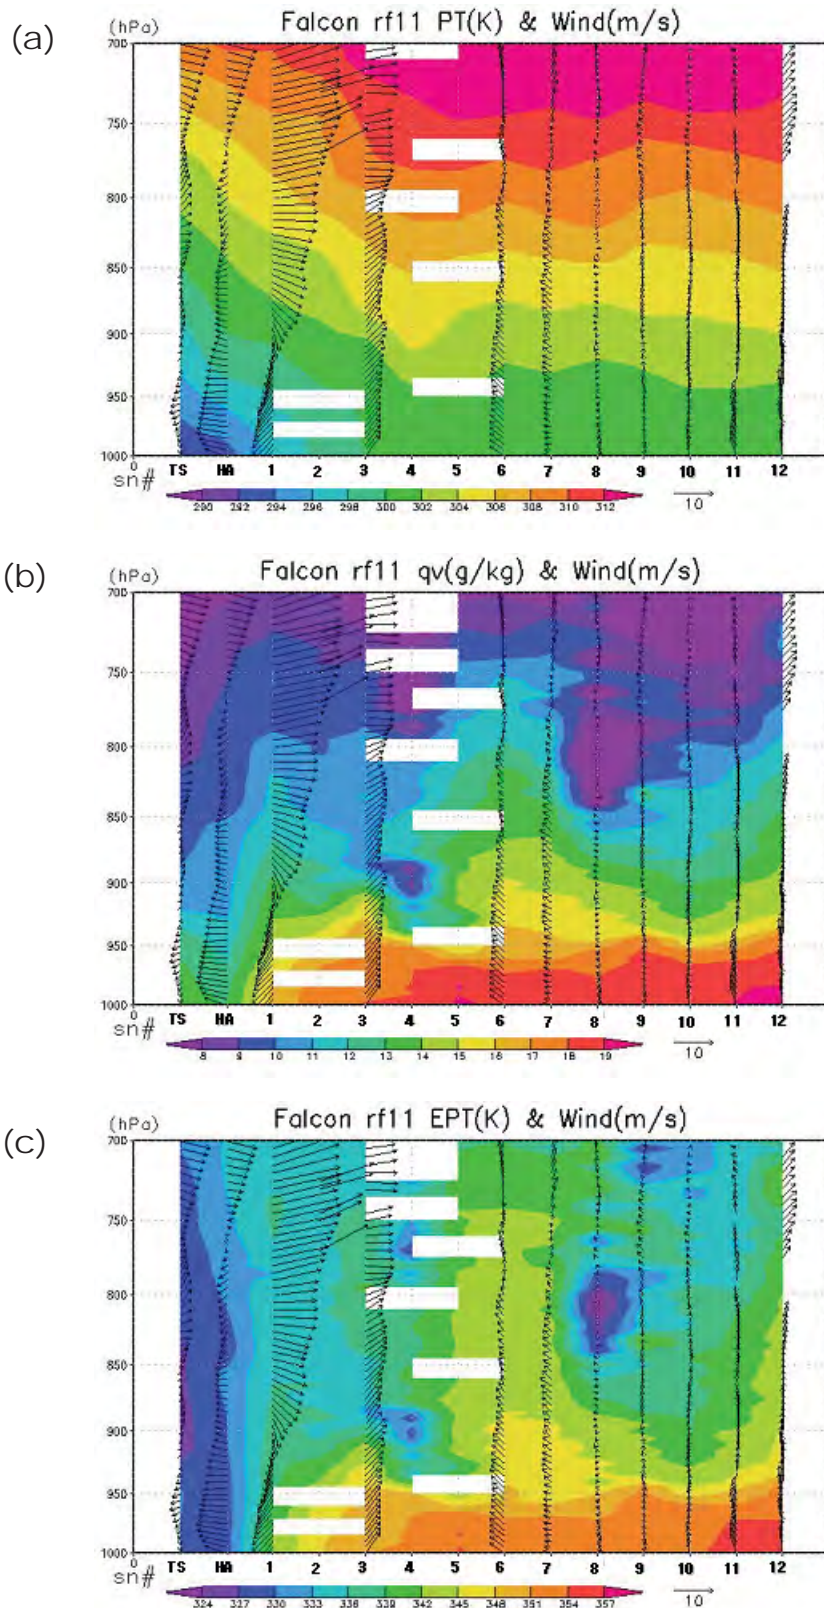 (a)
Falcon rf11 PT(K) & Wind(m/s)
(hPa)
700
750
800
850
900
950
1000
0 TS HA 1 2 3 4 5 6 7 8 9 10 11 12
sn#
290 292 294 296 298 300 302 304 306 308 310 312
10
(b)
Falcon rf11 qv(g/kg) & Wind(m/s)
(hPa)
700
750
800
850
900
950
1000
0 TS HA 1 2 3 4 5 6 7 8 9 10 11 12
sn#
8 9 10 11 12 13 14 15 16 17 18 19
10
(c)
Falcon rf11 EPT(K) & Wind(m/s)
(hPa)
700
750
800
850
900
950
1000
0 TS HA 1 2 3 4 5 6 7 8 9 10 11 12
sn#
324 327 330 333 336 339 342 345 348 351 354 357
10